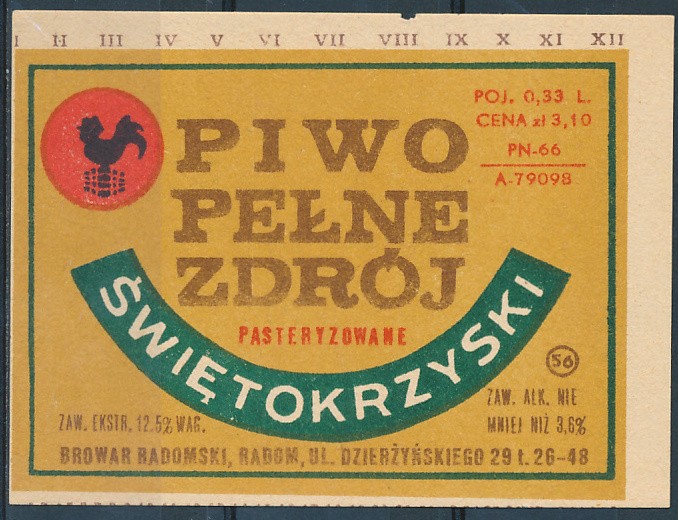 I II III IV V VI VII VIII IX X XI XII
POJ. 0,33 L.
CENA zł 3,10
PN-66
A-79098
PIWO
PEŁNE
ZDRÓJ
ŚWIĘTOKRZYSKI
PASTERYZOWANE
56
ZAW. EKSTR. 12.5% WAG.
ZAW. ALK. NIE
MNIEJ NIŻ 3,6%
BROWAR RADOMSKI, RADOM, UL. DZIERŻYŃSKIEGO 29 t. 26-48